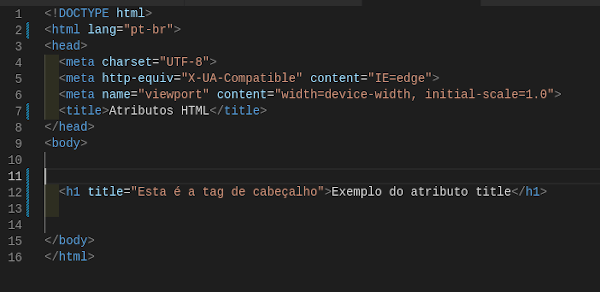 1 <!DOCTYPE html>
2 <html lang="pt-br">
3 <head>
4 <meta charset="UTF-8">
5 <meta http-equiv="X-UA-Compatible" content="IE=edge">
6 <meta name="viewport" content="width=device-width, initial-scale=1.0">
7 <title>Atributos HTML</title>
8 </head>
9 <body>
10
11
12 <h1 title="Esta é a tag de cabeçalho">Exemplo do atributo title</h1>
13
14
15 </body>
16 </html>